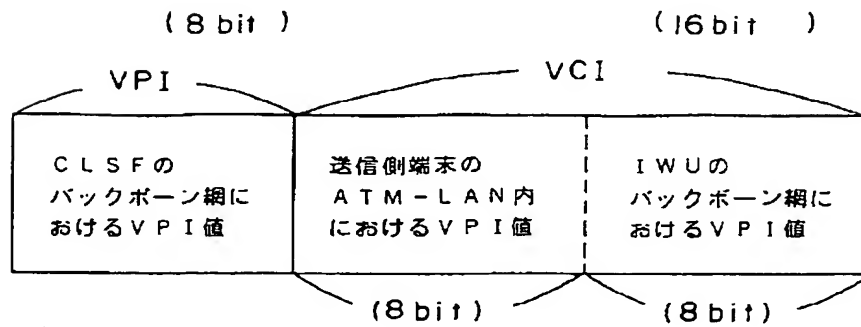 (8bit) (16bit)
VPI VCI
CLSFの 送信側端末の IWUの
バックボーン網に ATM-LAN内 バックボーン網に
おけるVPI値 におけるVPI値 おけるVPI値
(8bit) (8bit)